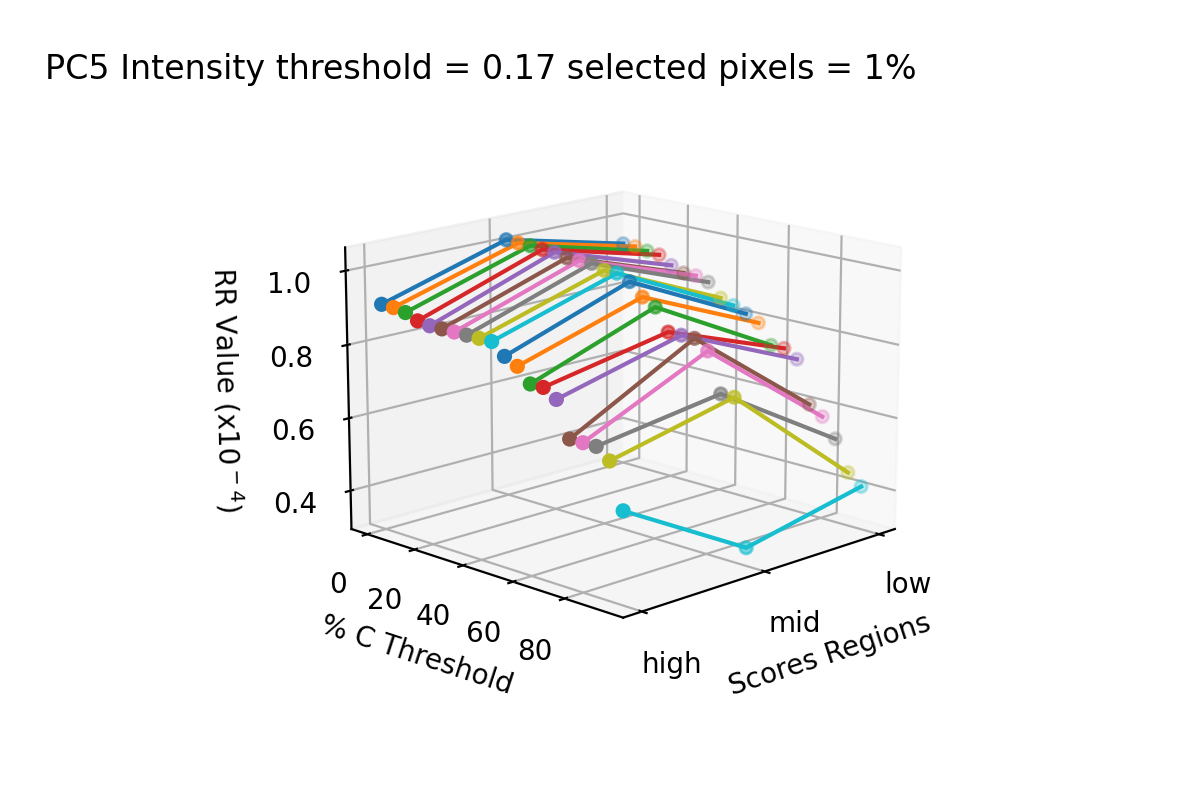 PC5 Intensity threshold = 0.17 selected pixels = 1%
1.0
0.8
0.6
0.4
RR Value (x10⁻⁴)
0
20
40
60
80
% C Threshold
low
mid
high
Scores Regions